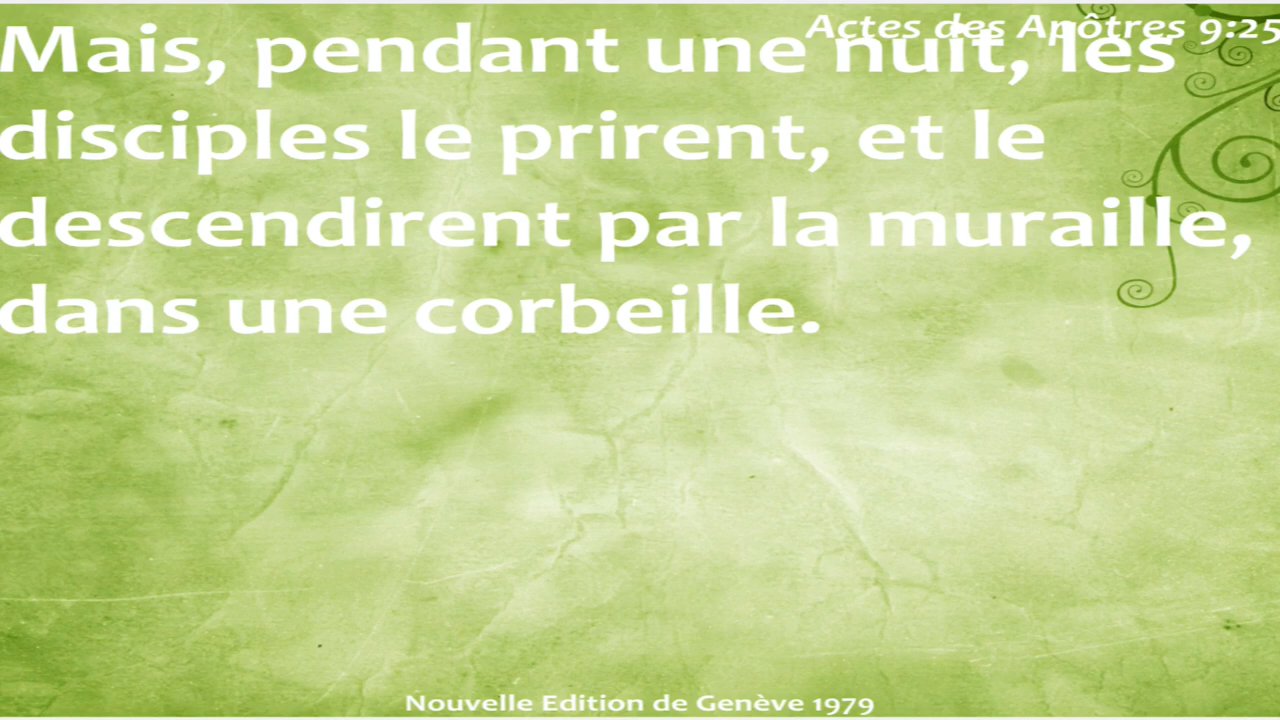 Actes des Apôtres 9:25
Mais, pendant une nuit, les
disciples le prirent, et le
descendirent par la muraille,
dans une corbeille.
Nouvelle Edition de Genève 1979